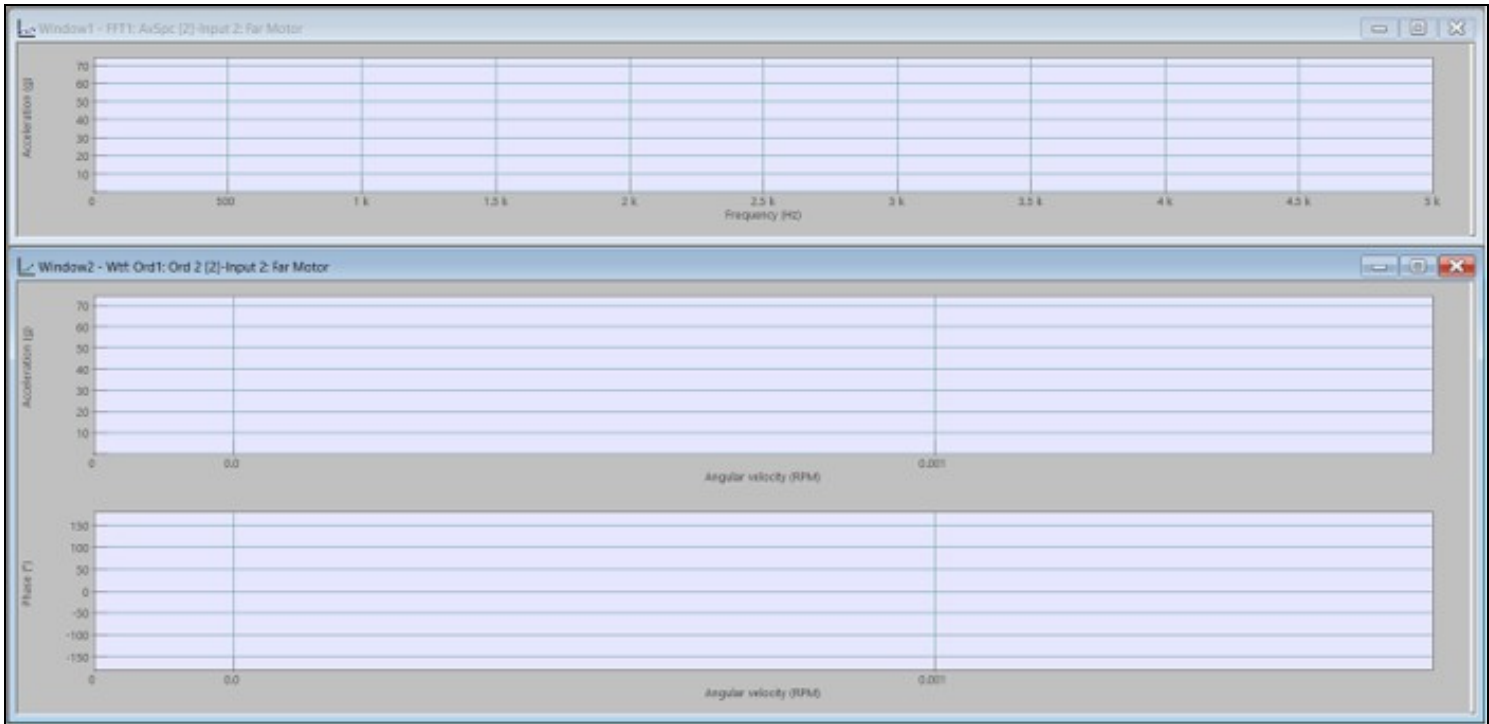 Window1 - FFT1: AvSpc [2]-Input 2: Far Motor
Acceleration (g)
70
60
50
40
30
20
10
0 500 1 k 1.5 k 2 k 2.5 k 3 k 3.5 k 4 k 4.5 k 5 k
Frequency (Hz)
Window2 - Wtf: Ord1: Ord 2 [2]-Input 2: Far Motor
Acceleration (g)
70
60
50
40
30
20
10
0 0.0 0.001
Angular velocity (RPM)
Phase (°)
150
100
50
0
-50
-100
-150
0 0.0 0.001
Angular velocity (RPM)